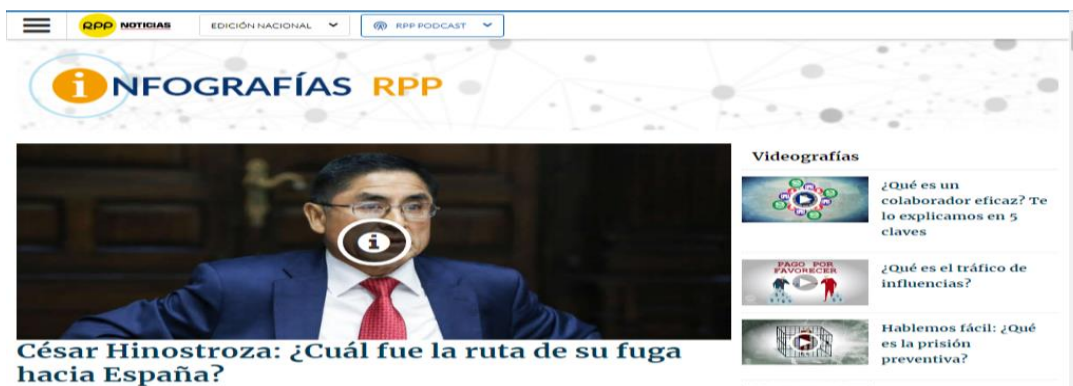 RPP NOTICIAS
EDICIÓN NACIONAL
RPP PODCAST
iNFOGRAFÍAS RPP
i
César Hinostroza: ¿Cuál fue la ruta de su fuga
hacia España?
Videografías
¿Qué es un
colaborador eficaz? Te
lo explicamos en 5
claves
PAGO POR
FAVORECER
¿Qué es el tráfico de
influencias?
Hablemos fácil: ¿Qué
es la prisión
preventiva?